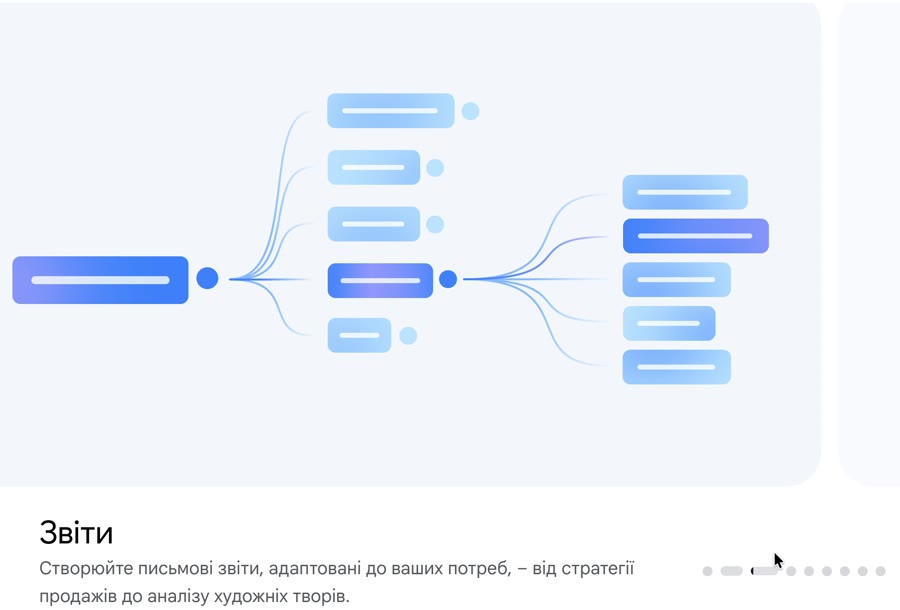 Звіти
Створюйте письмові звіти, адаптовані до ваших потреб, – від стратегії
продажів до аналізу художніх творів.